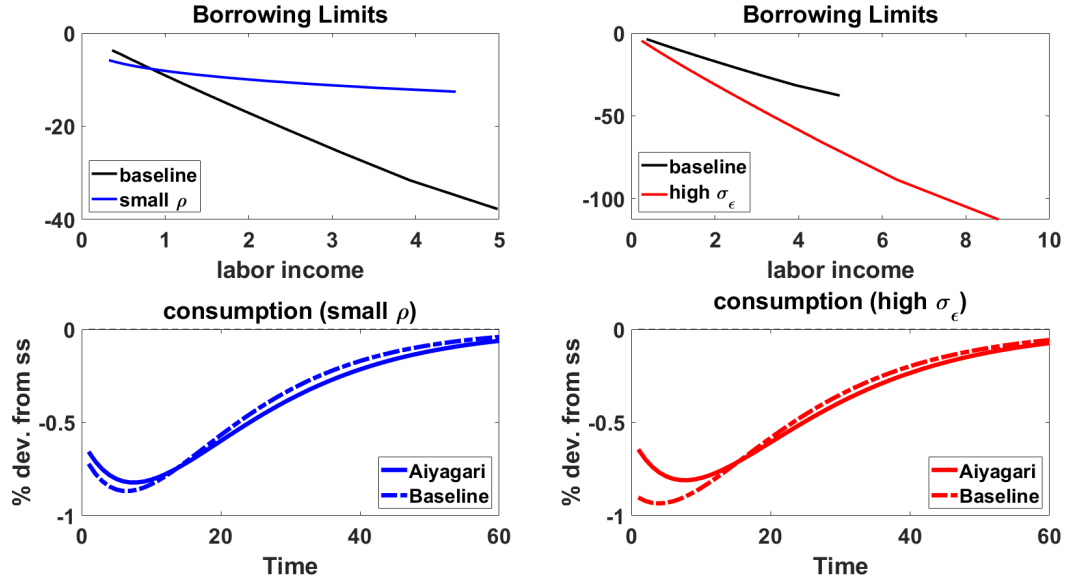 Borrowing Limits
0
-20
-40
baseline
small ρ
0
1
2
3
4
5
labor income
Borrowing Limits
0
-50
-100
baseline
high σ_ϵ
0
2
4
6
8
10
labor income
consumption (small ρ)
% dev. from ss
0
-0.5
-1
Aiyagari
Baseline
0
20
40
60
Time
consumption (high σ_ϵ)
% dev. from ss
0
-0.5
-1
Aiyagari
Baseline
0
20
40
60
Time